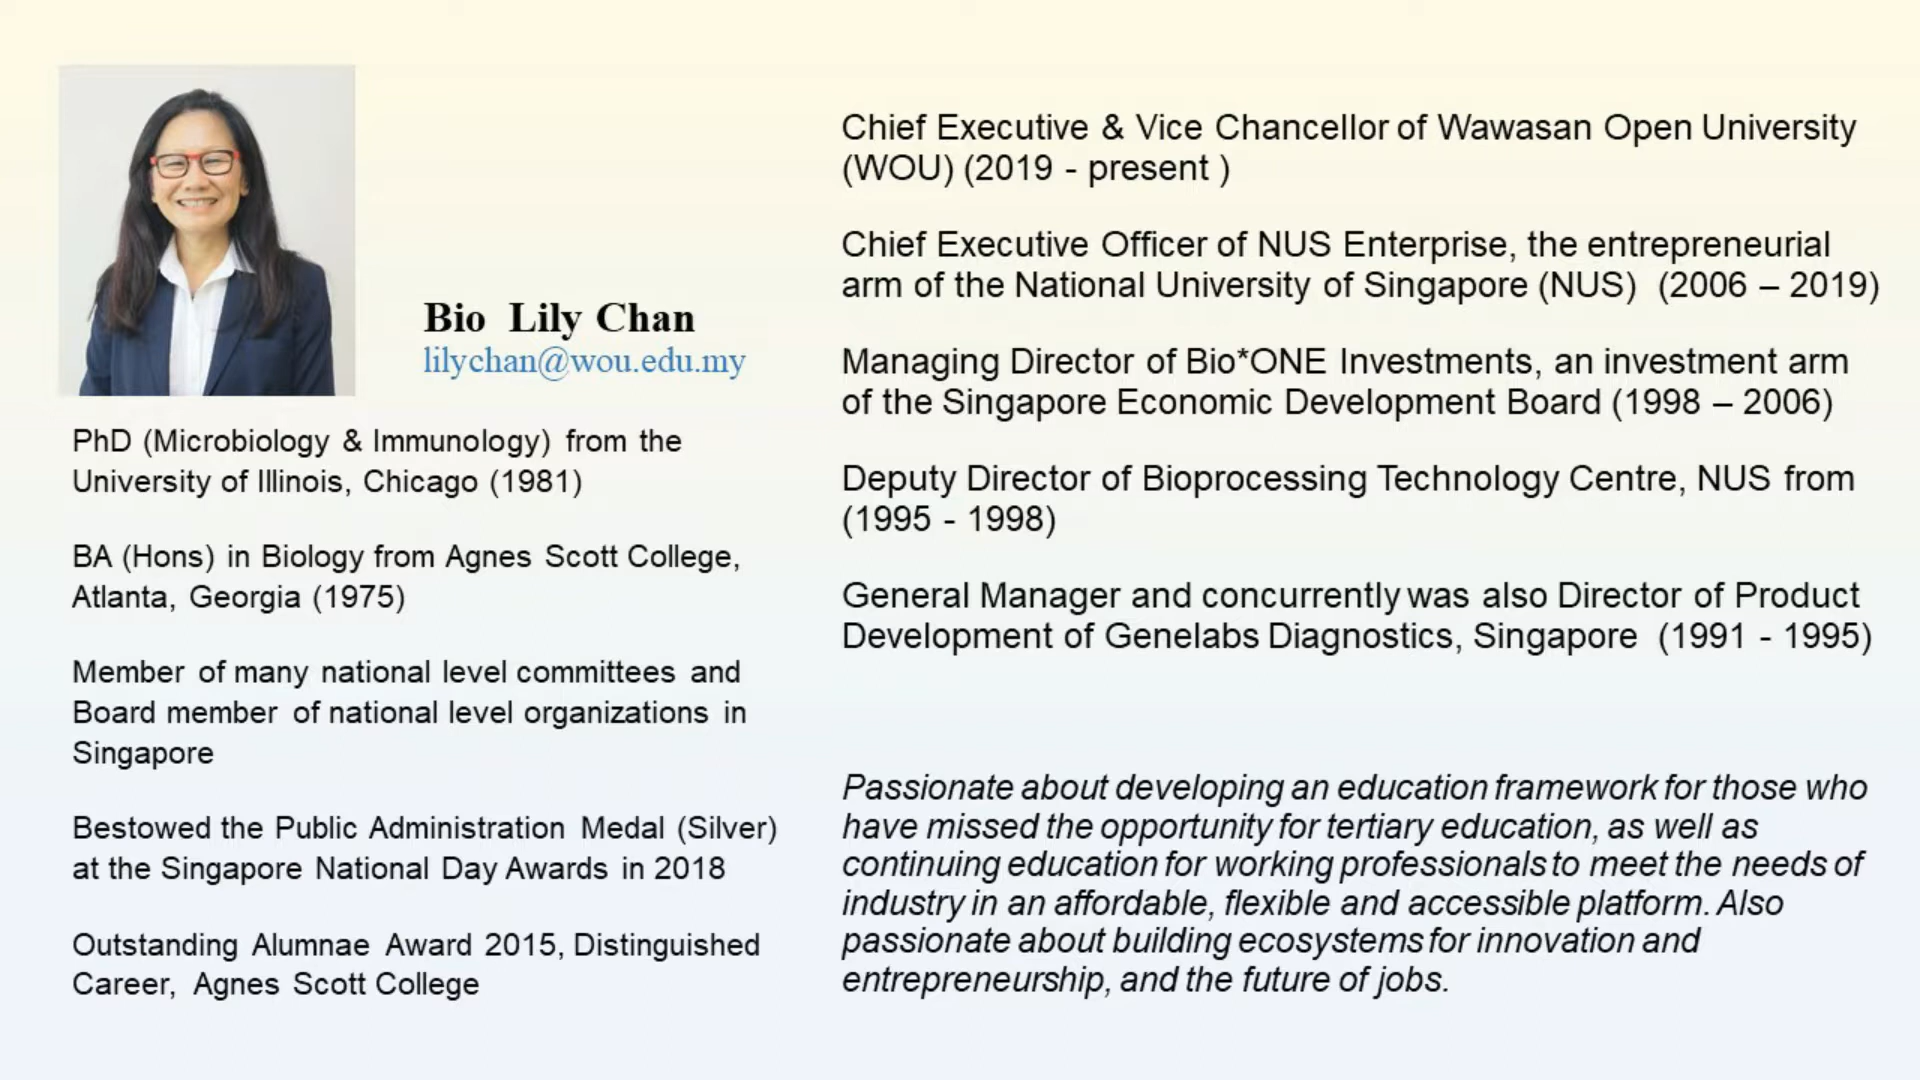 Bio Lily Chan
lilychan@wou.edu.my
PhD (Microbiology & Immunology) from the
University of Illinois, Chicago (1981)
BA (Hons) in Biology from Agnes Scott College,
Atlanta, Georgia (1975)
Member of many national level committees and
Board member of national level organizations in
Singapore
Bestowed the Public Administration Medal (Silver)
at the Singapore National Day Awards in 2018
Outstanding Alumnae Award 2015, Distinguished
Career, Agnes Scott College
Chief Executive & Vice Chancellor of Wawasan Open University
(WOU) (2019 - present )
Chief Executive Officer of NUS Enterprise, the entrepreneurial
arm of the National University of Singapore (NUS) (2006 – 2019)
Managing Director of Bio*ONE Investments, an investment arm
of the Singapore Economic Development Board (1998 – 2006)
Deputy Director of Bioprocessing Technology Centre, NUS from
(1995 - 1998)
General Manager and concurrently was also Director of Product
Development of Genelabs Diagnostics, Singapore (1991 - 1995)
Passionate about developing an education framework for those who
have missed the opportunity for tertiary education, as well as
continuing education for working professionals to meet the needs of
industry in an affordable, flexible and accessible platform. Also
passionate about building ecosystems for innovation and
entrepreneurship, and the future of jobs.